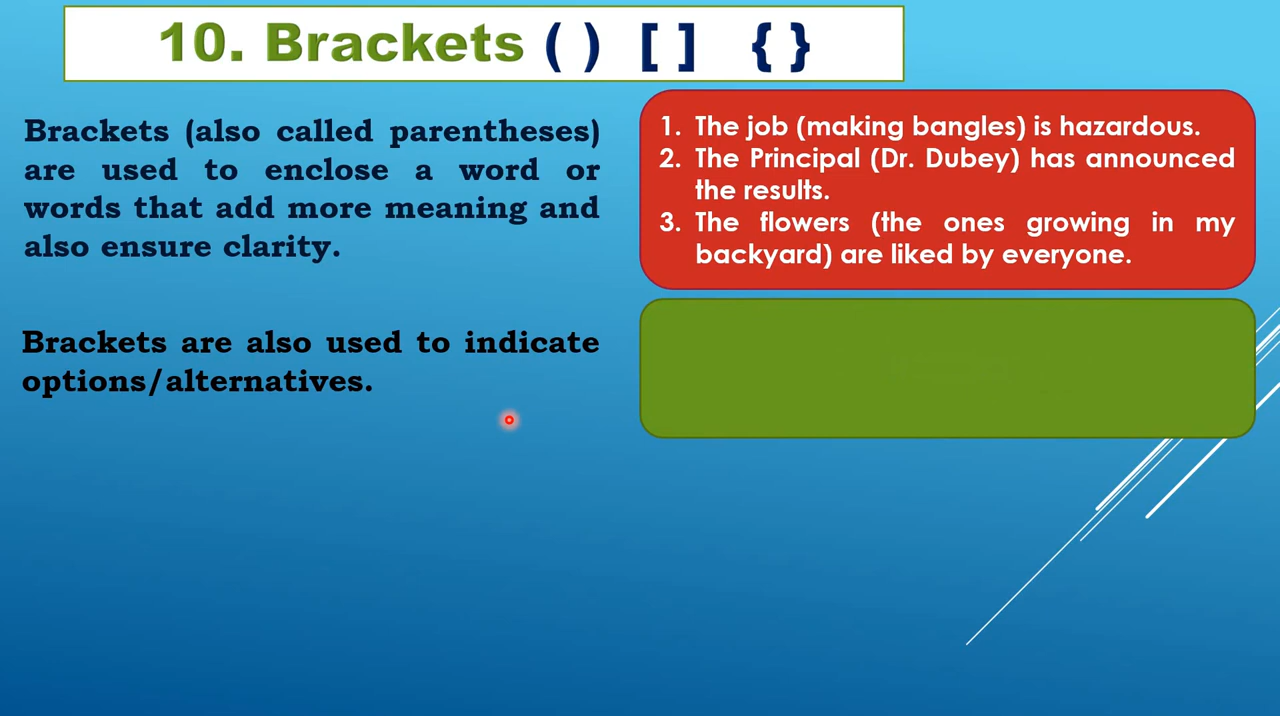 10. Brackets ( ) [ ] { }
Brackets (also called parentheses)
are used to enclose a word or
words that add more meaning and
also ensure clarity.
1. The job (making bangles) is hazardous.
2. The Principal (Dr. Dubey) has announced
the results.
3. The flowers (the ones growing in my
backyard) are liked by everyone.
Brackets are also used to indicate
options/alternatives.